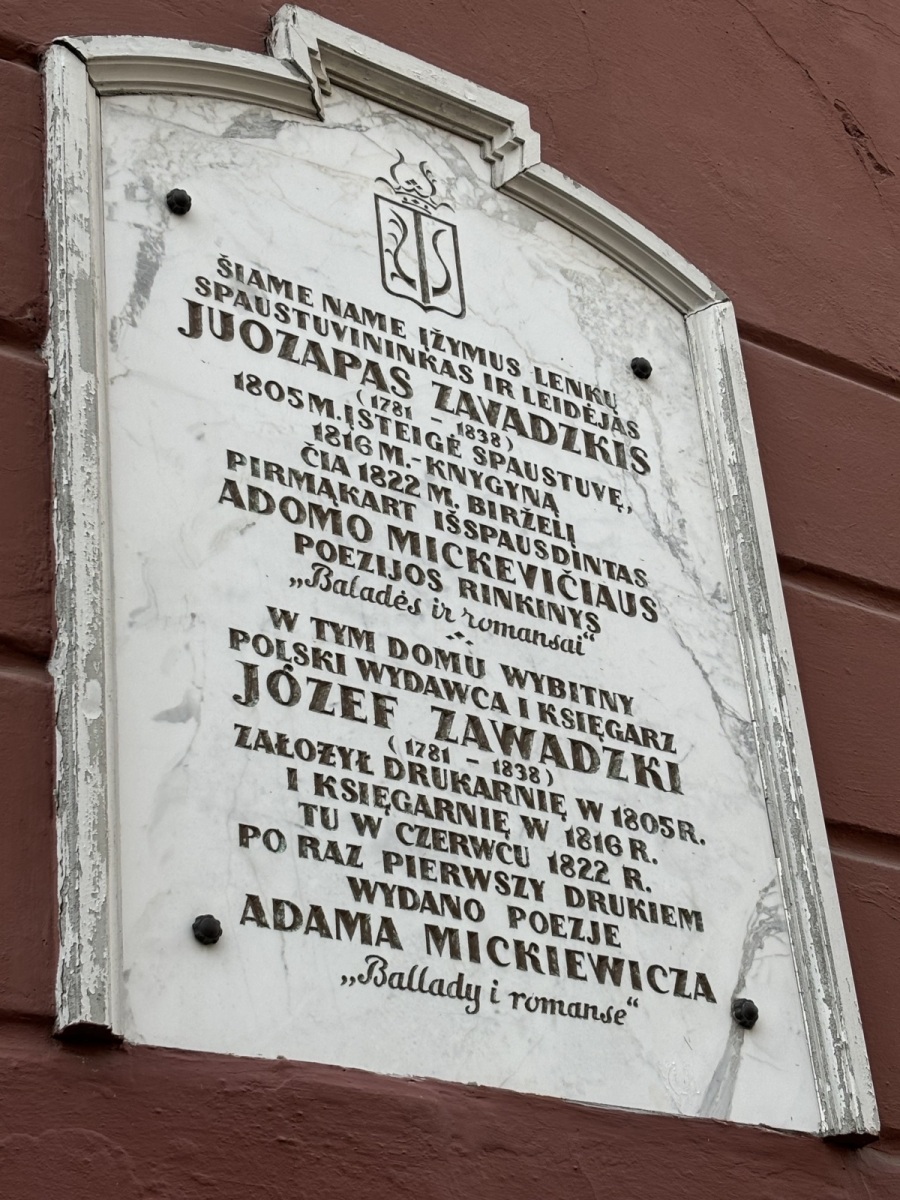 ŠIAME NAME ĮŽYMUS LENKŲ
SPAUSTUVININKAS IR LEIDĖJAS
JUOZAPAS ZAVADZKIS
(1781 – 1838)
1805 M. ĮSTEIGĖ SPAUSTUVĘ,
1816 M.-KNYGYNĄ
ČIA 1822 M. BIRŽELĮ
PIRMĄKART IŠSPAUSDINTAS
ADOMO MICKEVIČIAUS
POEZIJOS RINKINYS
„Baladės ir romansai“
W TYM DOMU WYBITNY
POLSKI WYDAWCA I KSIĘGARZ
JÓZEF ZAWADZKI
(1781 – 1838)
ZAŁOŻYŁ DRUKARNIĘ W 1805 R.
I KSIĘGARNIĘ W 1816 R.
TU W CZERWCU 1822 R.
PO RAZ PIERWSZY DRUKIEM
WYDANO POEZJE
ADAMA MICKIEWICZA
„Ballady i romanse“